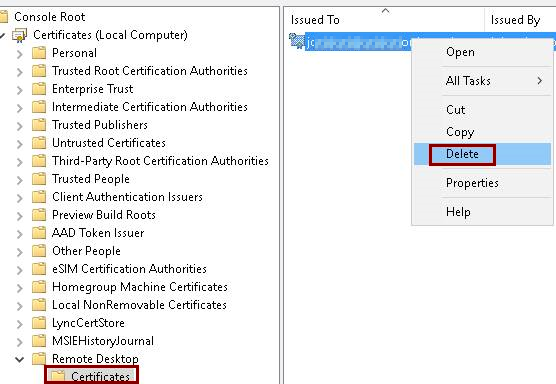 Console Root
Certificates (Local Computer)
Personal
Trusted Root Certification Authorities
Enterprise Trust
Intermediate Certification Authorities
Trusted Publishers
Untrusted Certificates
Third-Party Root Certification Authorities
Trusted People
Client Authentication Issuers
Preview Build Roots
AAD Token Issuer
Other People
eSIM Certification Authorities
Homegroup Machine Certificates
Local NonRemovable Certificates
LyncCertStore
MSIEHistoryJournal
Remote Desktop
Certificates
Issued To
Issued By
Open
All Tasks
Cut
Copy
Delete
Properties
Help